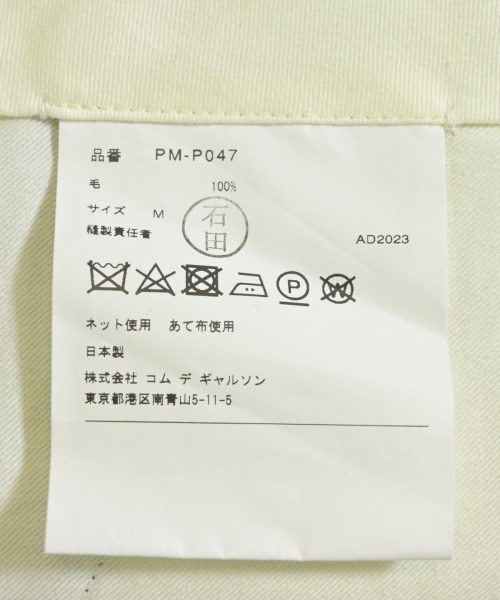 品番 PM-P047
毛 100%
サイズ M
縫製責任者 石田
AD2023
P W
ネット使用 あて布使用
日本製
株式会社 コム デ ギャルソン
東京都港区南青山5-11-5